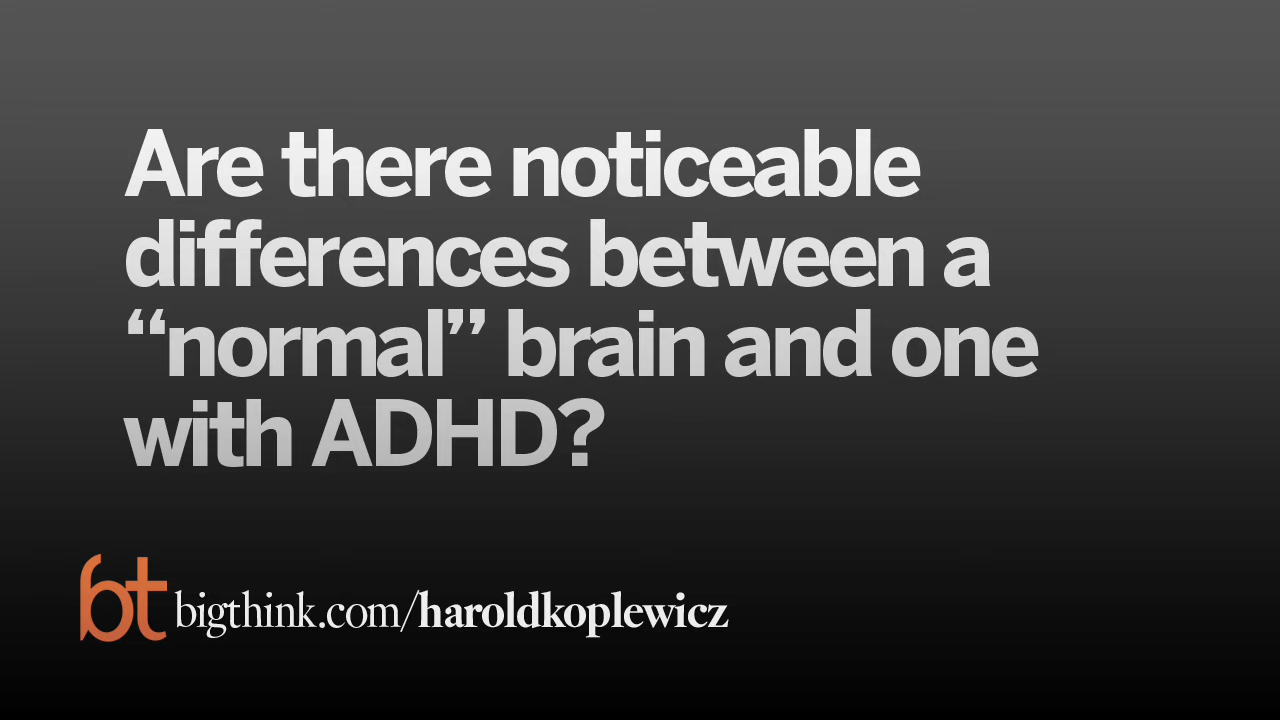 Are there noticeable
differences between a
“normal” brain and one
with ADHD?
bt bigthink.com/haroldkoplewicz